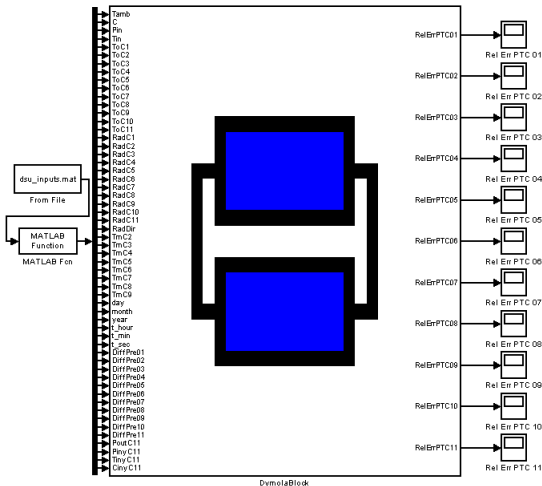 dsu_inputs.mat
From File
MATLAB
Function
MATLAB Fcn
Tamb
C
Pin
Tin
ToC1
ToC2
ToC3
ToC4
ToC5
ToC6
ToC7
ToC8
ToC9
ToC10
ToC11
RadC1
RadC2
RadC3
RadC4
RadC5
RadC6
RadC7
RadC8
RadC9
RadC10
RadC11
RadDir
TmC2
TmC3
TmC4
TmC5
TmC6
TmC7
TmC8
TmC9
day
month
year
t_hour
t_min
t_sec
DiffPre01
DiffPre02
DiffPre03
DiffPre04
DiffPre05
DiffPre06
DiffPre07
DiffPre08
DiffPre09
DiffPre10
DiffPre11
PoutC11
PinyC11
TinyC11
CinyC11
RelErrPTC01
RelErrPTC02
RelErrPTC03
RelErrPTC04
RelErrPTC05
RelErrPTC06
RelErrPTC07
RelErrPTC08
RelErrPTC09
RelErrPTC10
RelErrPTC11
Rel Err PTC 01
Rel Err PTC 02
Rel Err PTC 03
Rel Err PTC 04
Rel Err PTC 05
Rel Err PTC 06
Rel Err PTC 07
Rel Err PTC 08
Rel Err PTC 09
Rel Err PTC 10
Rel Err PTC 11
DymolaBlock